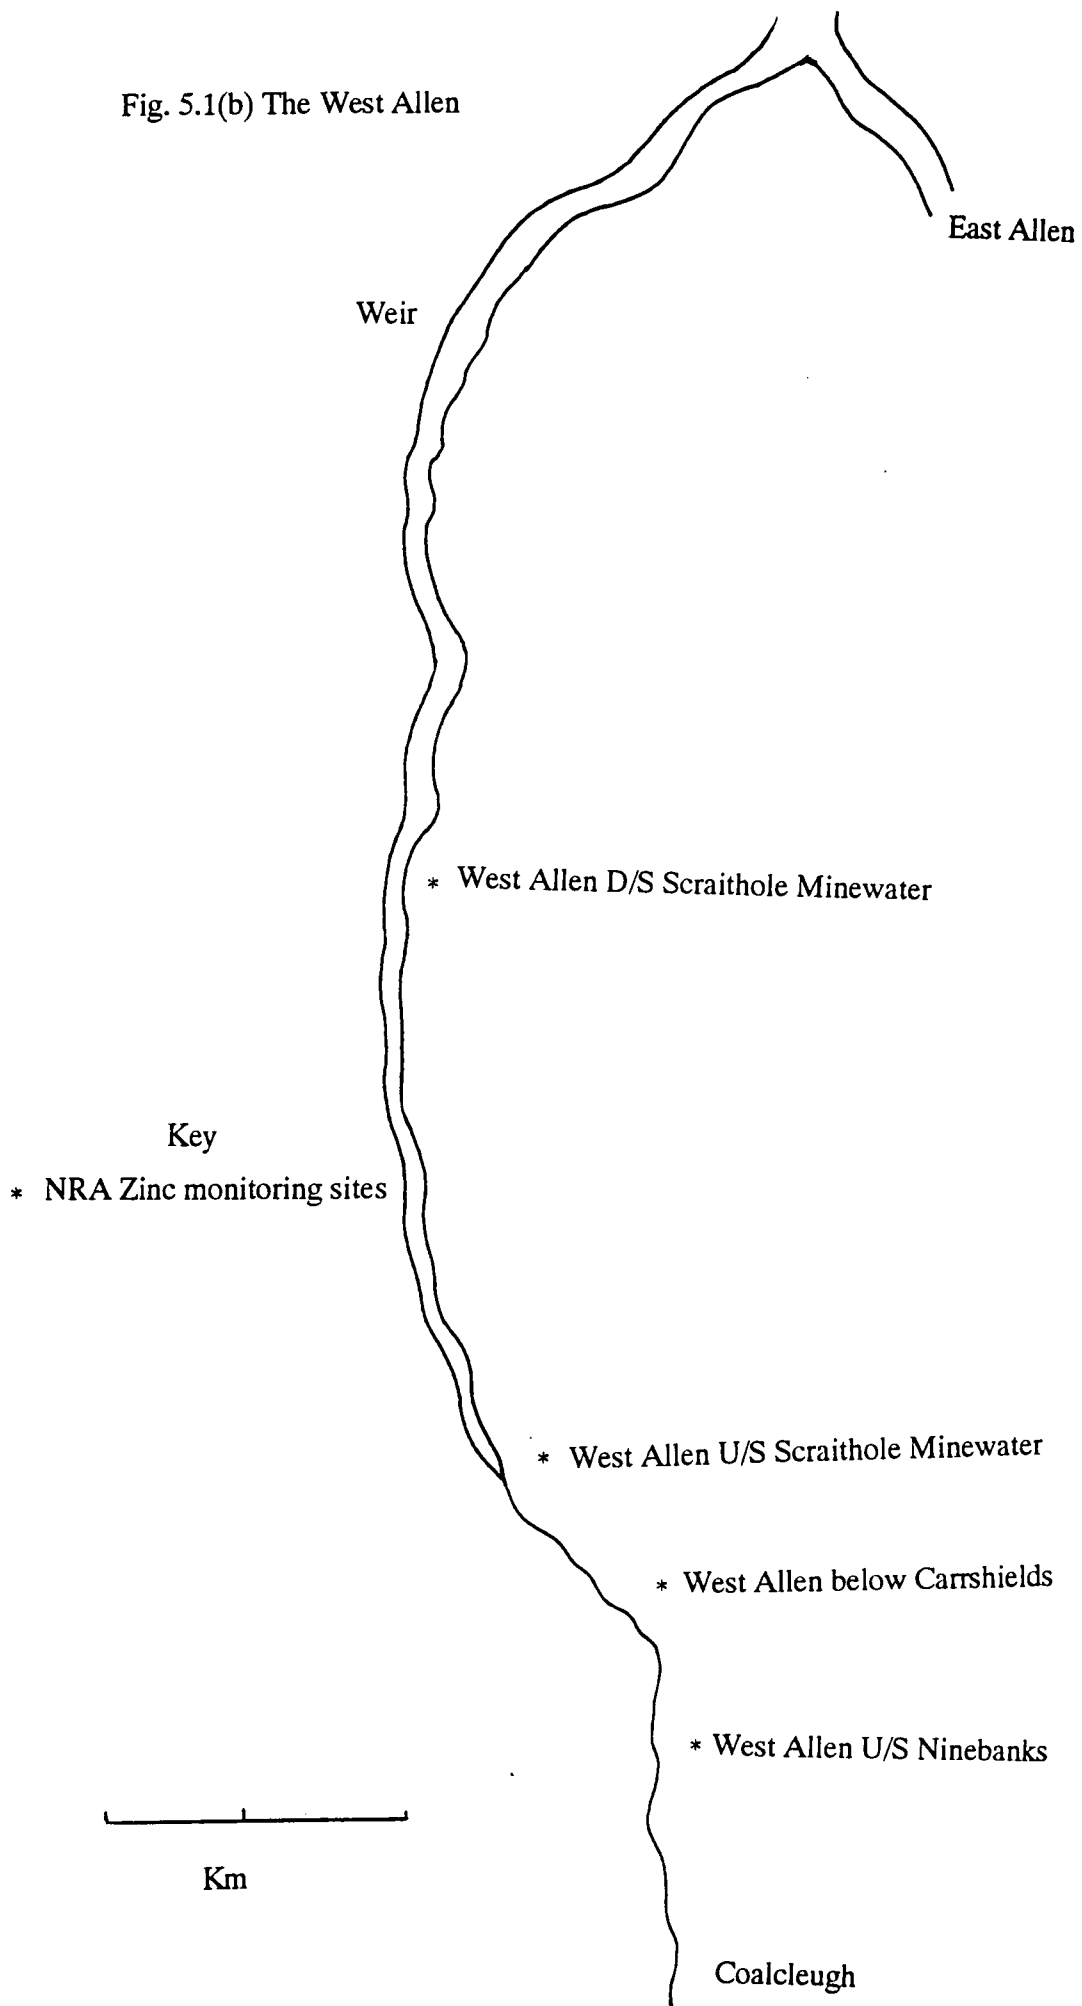 Fig. 5.1(b) The West Allen
East Allen
Weir
* West Allen D/S Scraithole Minewater
Key
* NRA Zinc monitoring sites
* West Allen U/S Scraithole Minewater
* West Allen below Carrshields
* West Allen U/S Ninebanks
Km
Coalcleugh